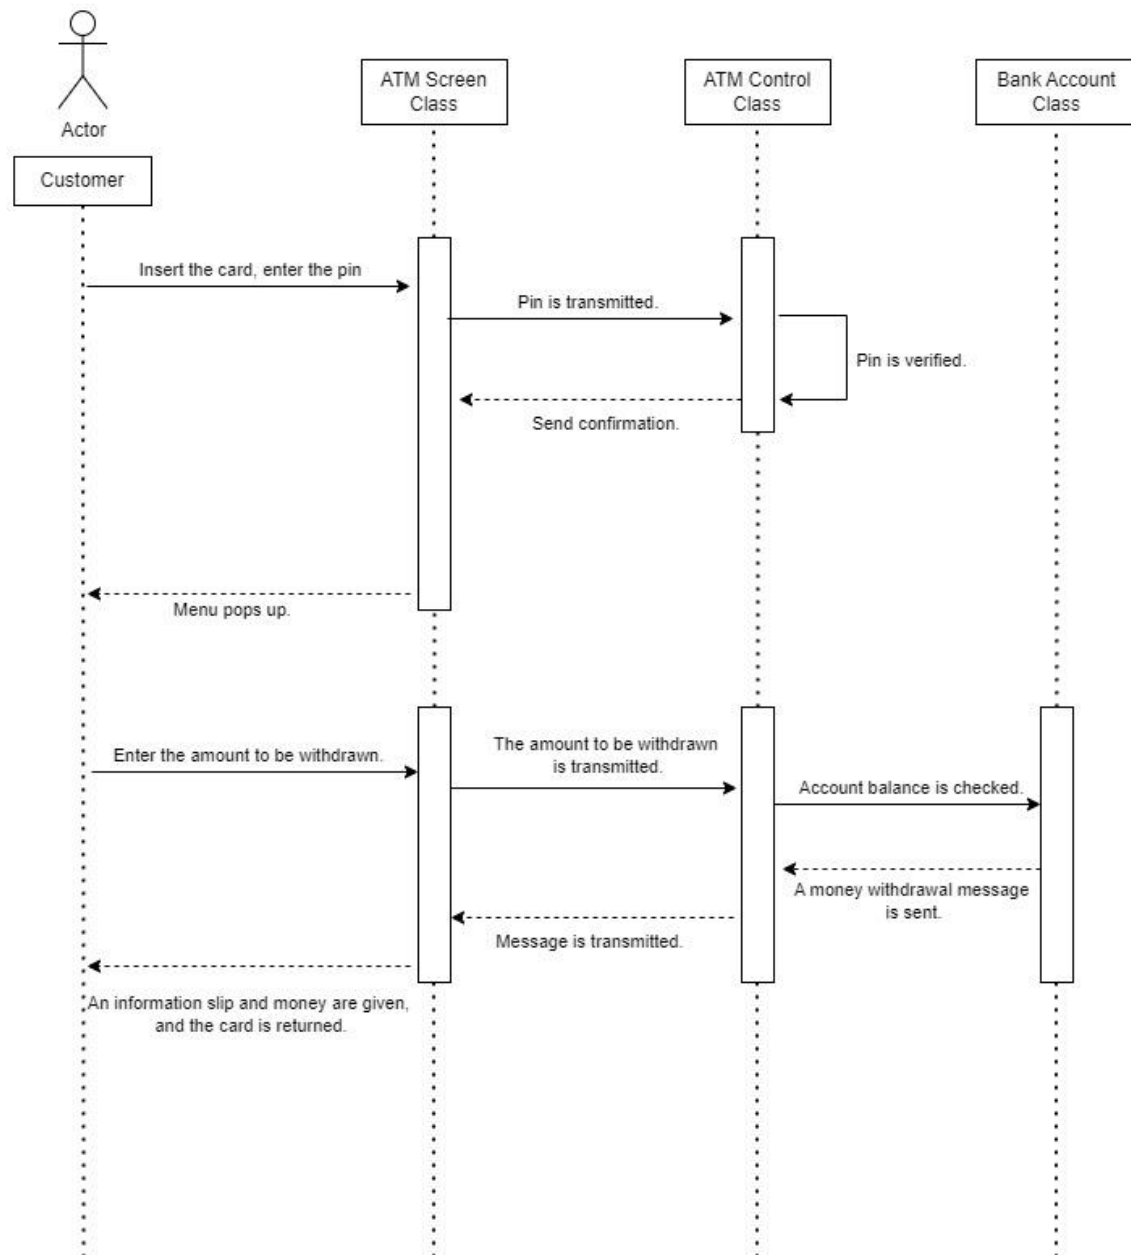 Actor
Customer
ATM Screen
Class
ATM Control
Class
Bank Account
Class
Insert the card, enter the pin
Pin is transmitted.
Pin is verified.
Send confirmation.
Menu pops up.
Enter the amount to be withdrawn.
The amount to be withdrawn
is transmitted.
Account balance is checked.
A money withdrawal message
is sent.
Message is transmitted.
An information slip and money are given,
and the card is returned.